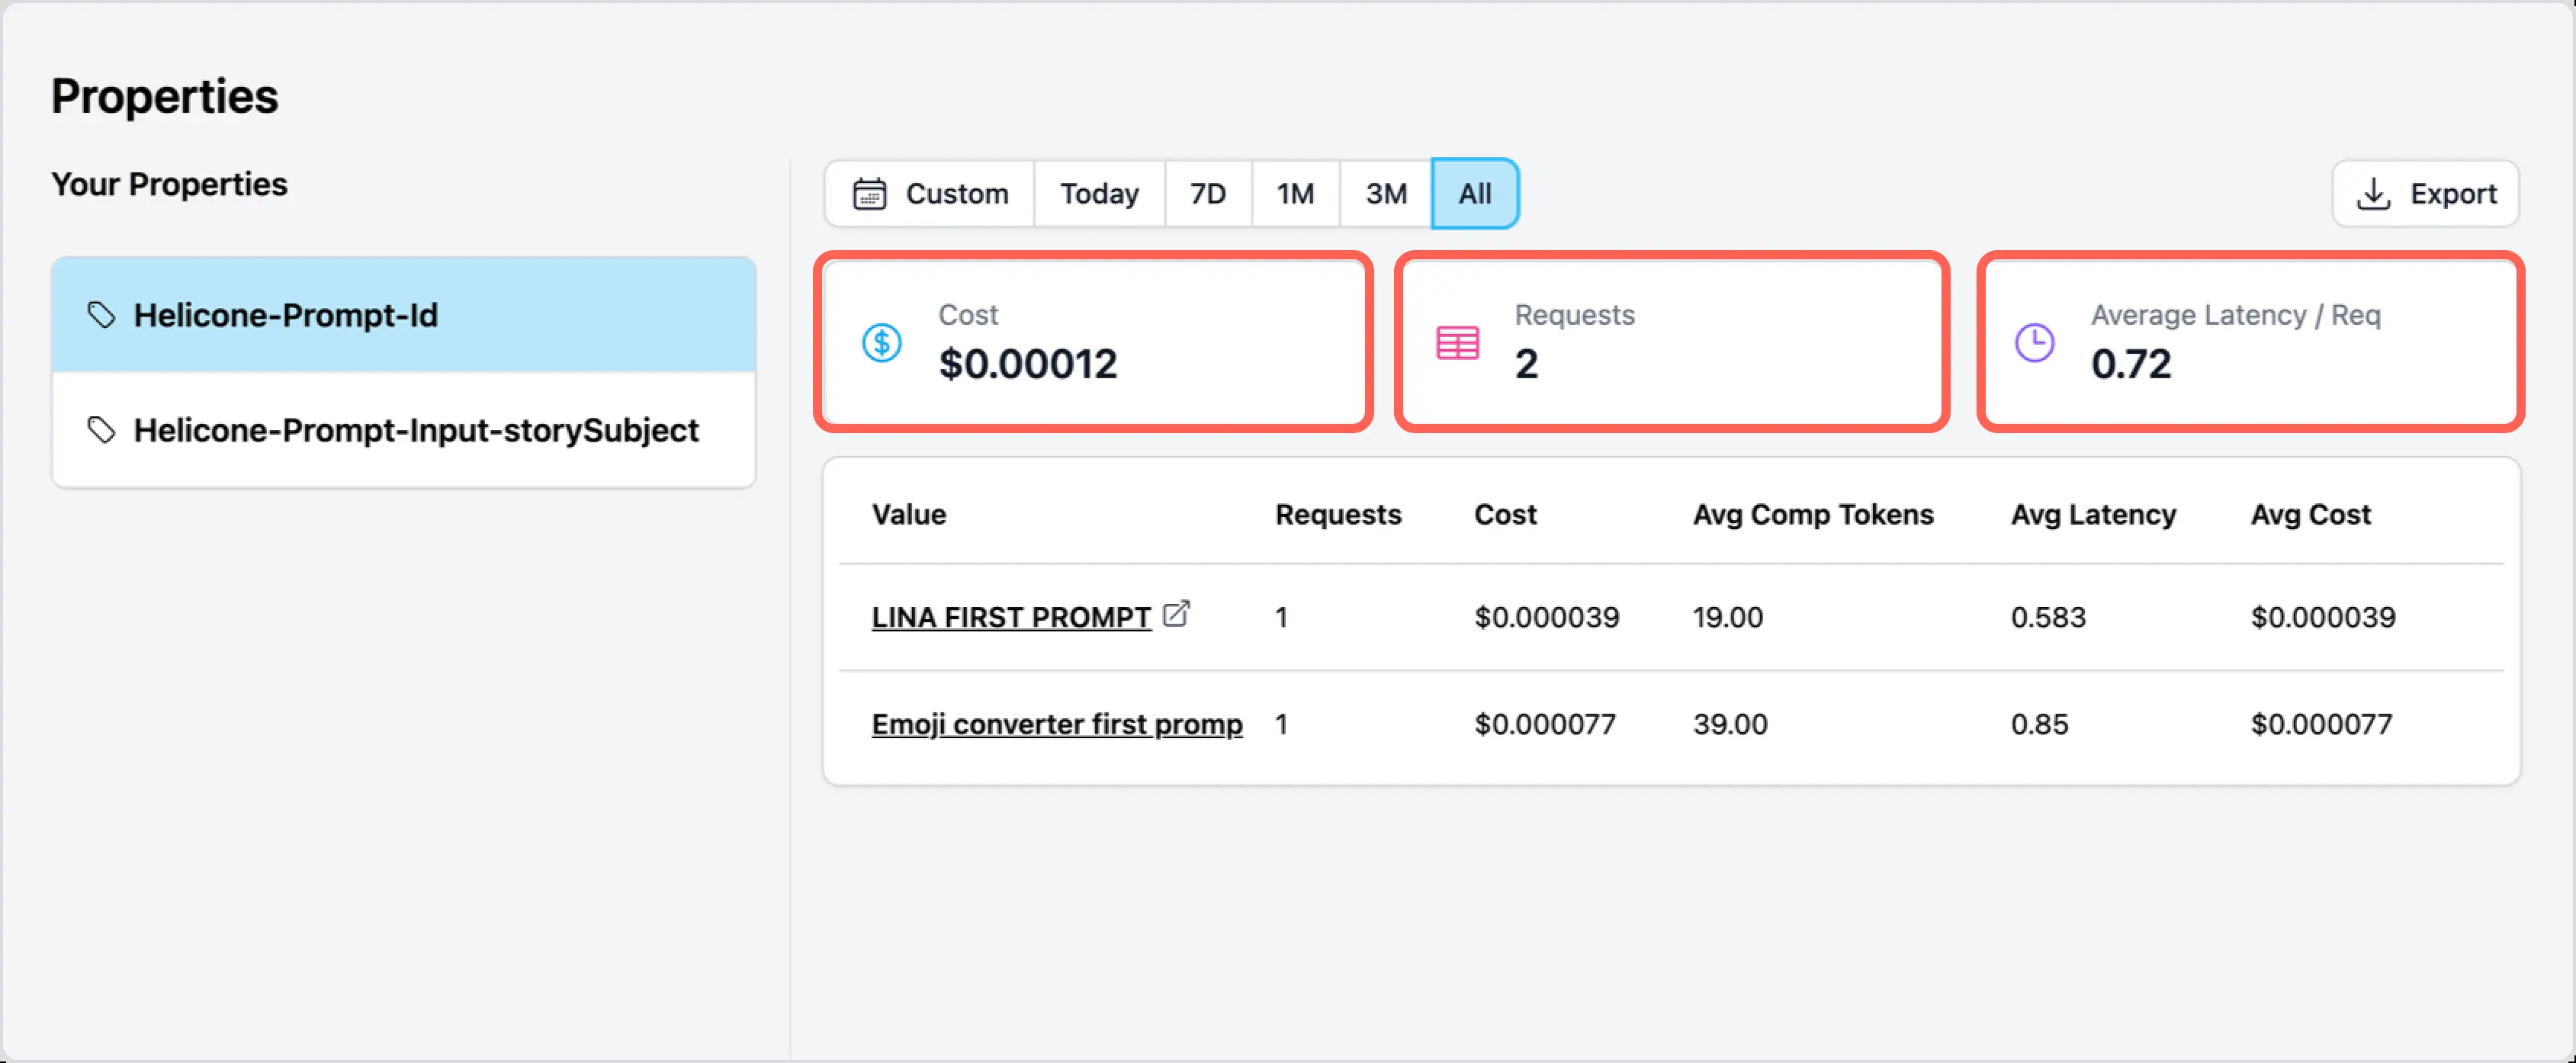 Properties
Your Properties
Helicone-Prompt-Id
Helicone-Prompt-Input-storySubject
Custom Today 7D 1M 3M All
Export
Cost
$0.00012
Requests
2
Average Latency / Req
0.72
Value Requests Cost Avg Comp Tokens Avg Latency Avg Cost
LINA FIRST PROMPT 1 $0.000039 19.00 0.583 $0.000039
Emoji converter first promp 1 $0.000077 39.00 0.85 $0.000077